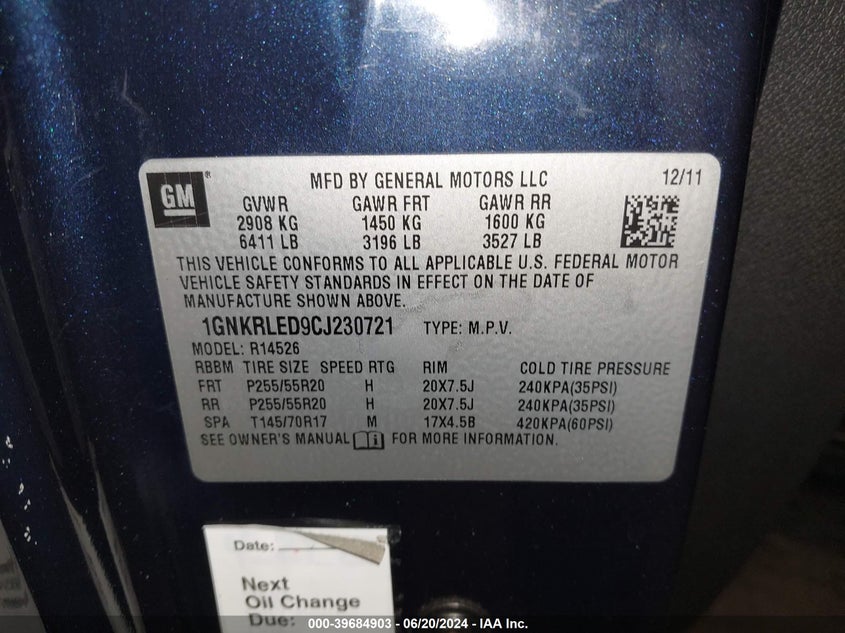 GM
MFD BY GENERAL MOTORS LLC 12/11
GVWR GAWR FRT GAWR RR
2908 KG 1450 KG 1600 KG
6411 LB 3196 LB 3527 LB
THIS VEHICLE CONFORMS TO ALL APPLICABLE U.S. FEDERAL MOTOR
VEHICLE SAFETY STANDARDS IN EFFECT ON THE DATE OF
MANUFACTURE SHOWN ABOVE.
1GNKRLED9CJ230721 TYPE: M.P.V.
MODEL: R14526
RBBM TIRE SIZE SPEED RTG RIM COLD TIRE PRESSURE
FRT P255/55R20 H 20X7.5J 240KPA(35PSI)
RR P255/55R20 H 20X7.5J 240KPA(35PSI)
SPA T145/70R17 M 17X4.5B 420KPA(60PSI)
SEE OWNER'S MANUAL FOR MORE INFORMATION.
Date:
Next
Oil Change
Due:
000-39684903 - 06/20/2024 - IAA Inc.